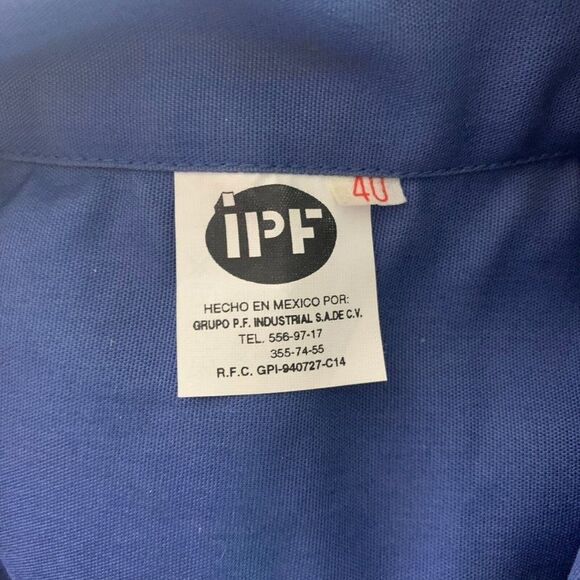 40
iPF
HECHO EN MEXICO POR:
GRUPO P.F. INDUSTRIAL S.A.DE C.V.
TEL. 556-97-17
355-74-55
R.F.C. GPI-940727-C14